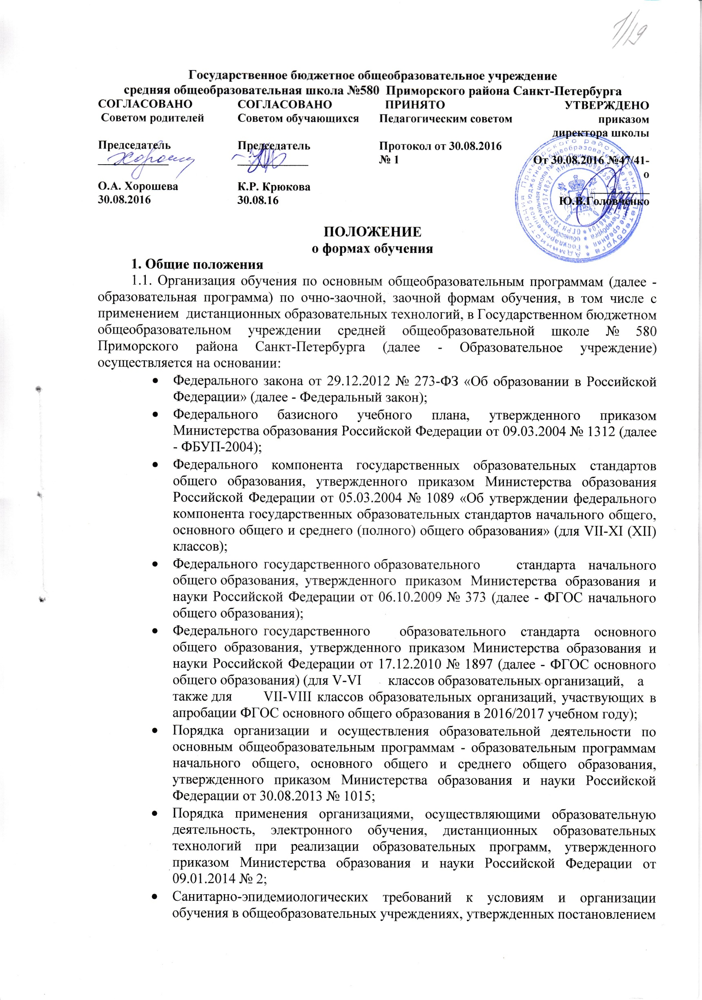 1/19
Государственное бюджетное общеобразовательное учреждение
средняя общеобразовательная школа №580 Приморского района Санкт-Петербурга
СОГЛАСОВАНО
Советом родителей
Председатель
О.А. Хорошева
30.08.2016
СОГЛАСОВАНО
Советом обучающихся
Председатель
К.Р. Крюкова
30.08.16
ПРИНЯТО
Педагогическим советом
Протокол от 30.08.2016
№ 1
УТВЕРЖДЕНО
приказом
директора школы
От 30.08.2016 №47/41-
о
Ю.В.Головченко
ПОЛОЖЕНИЕ
о формах обучения
1. Общие положения
1.1. Организация обучения по основным общеобразовательным программам (далее -
образовательная программа) по очно-заочной, заочной формам обучения, в том числе с
применением дистанционных образовательных технологий, в Государственном бюджетном
общеобразовательном учреждении средней общеобразовательной школе № 580
Приморского района Санкт-Петербурга (далее - Образовательное учреждение)
осуществляется на основании:
• Федерального закона от 29.12.2012 № 273-ФЗ «Об образовании в Российской
Федерации» (далее - Федеральный закон);
• Федерального базисного учебного плана, утвержденного приказом
Министерства образования Российской Федерации от 09.03.2004 № 1312 (далее
- ФБУП-2004);
• Федерального компонента государственных образовательных стандартов
общего образования, утвержденного приказом Министерства образования
Российской Федерации от 05.03.2004 № 1089 «Об утверждении федерального
компонента государственных образовательных стандартов начального общего,
основного общего и среднего (полного) общего образования» (для VII-XI (XII)
классов);
• Федерального государственного образовательного стандарта начального
общего образования, утвержденного приказом Министерства образования и
науки Российской Федерации от 06.10.2009 № 373 (далее - ФГОС начального
общего образования);
• Федерального государственного образовательного стандарта основного
общего образования, утвержденного приказом Министерства образования и
науки Российской Федерации от 17.12.2010 № 1897 (далее - ФГОС основного
общего образования) (для V-VI классов образовательных организаций, а
также для VII-VIII классов образовательных организаций, участвующих в
апробации ФГОС основного общего образования в 2016/2017 учебном году);
• Порядка организации и осуществления образовательной деятельности по
основным общеобразовательным программам - образовательным программам
начального общего, основного общего и среднего общего образования,
утвержденного приказом Министерства образования и науки Российской
Федерации от 30.08.2013 № 1015;
• Порядка применения организациями, осуществляющими образовательную
деятельность, электронного обучения, дистанционных образовательных
технологий при реализации образовательных программ, утвержденного
приказом Министерства образования и науки Российской Федерации от
09.01.2014 № 2;
• Санитарно-эпидемиологических требований к условиям и организации
обучения в общеобразовательных учреждениях, утвержденных постановлением